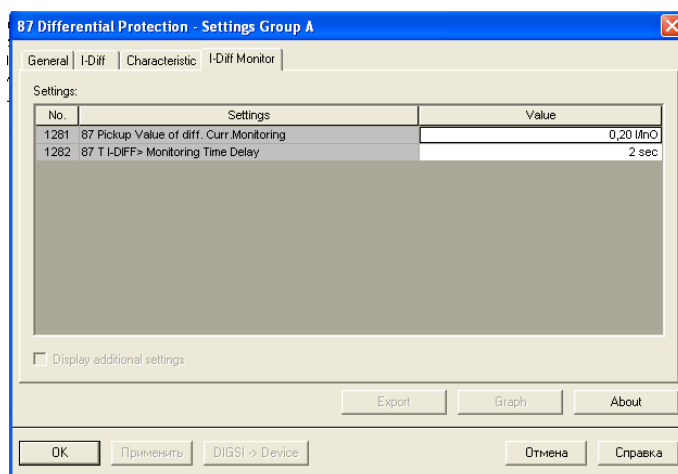 87 Differential Protection - Settings Group A
General I-Diff Characteristic I-Diff Monitor
Settings:
No. Settings Value
1281 87 Pickup Value of diff. Curr.Monitoring 0,20 I/InO
1282 87 T I-DIFF> Monitoring Time Delay 2 sec
Display additional settings
Export Graph About
OK Применить DIGSI -> Device Отмена Справка